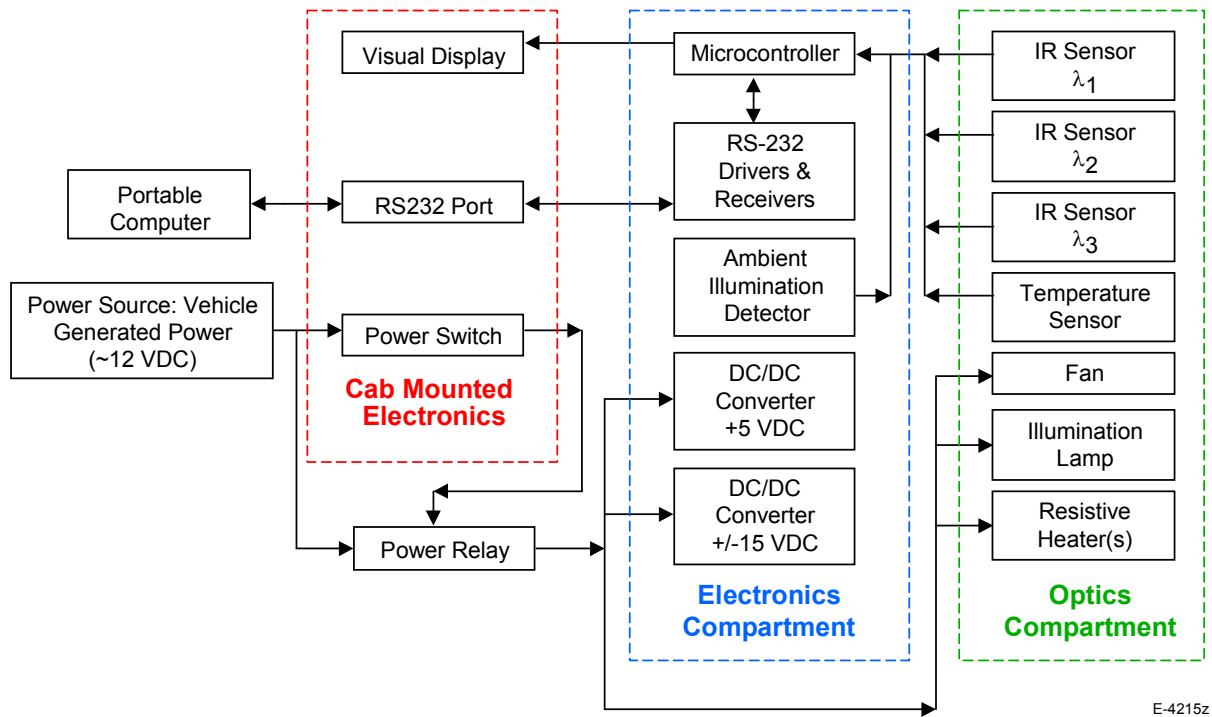 Visual Display
Microcontroller
IR Sensor
λ1
RS-232
Drivers &
Receivers
IR Sensor
λ2
Portable
Computer
RS232 Port
IR Sensor
λ3
Ambient
Illumination
Detector
Temperature
Sensor
Power Source: Vehicle
Generated Power
(~12 VDC)
Power Switch
Cab Mounted
Electronics
DC/DC
Converter
+5 VDC
Fan
Illumination
Lamp
Power Relay
DC/DC
Converter
+/-15 VDC
Resistive
Heater(s)
Electronics
Compartment
Optics
Compartment
E-4215z